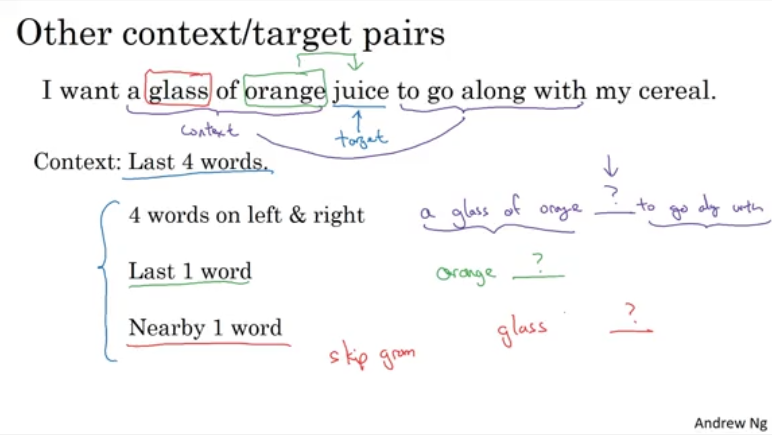 Other context/target pairs
I want a glass of orange juice to go along with my cereal.
context
target
Context: Last 4 words.
4 words on left & right
a glass of orage ? to go alg with
Last 1 word
orange ?
Nearby 1 word
glass ?
skip gram
Andrew Ng